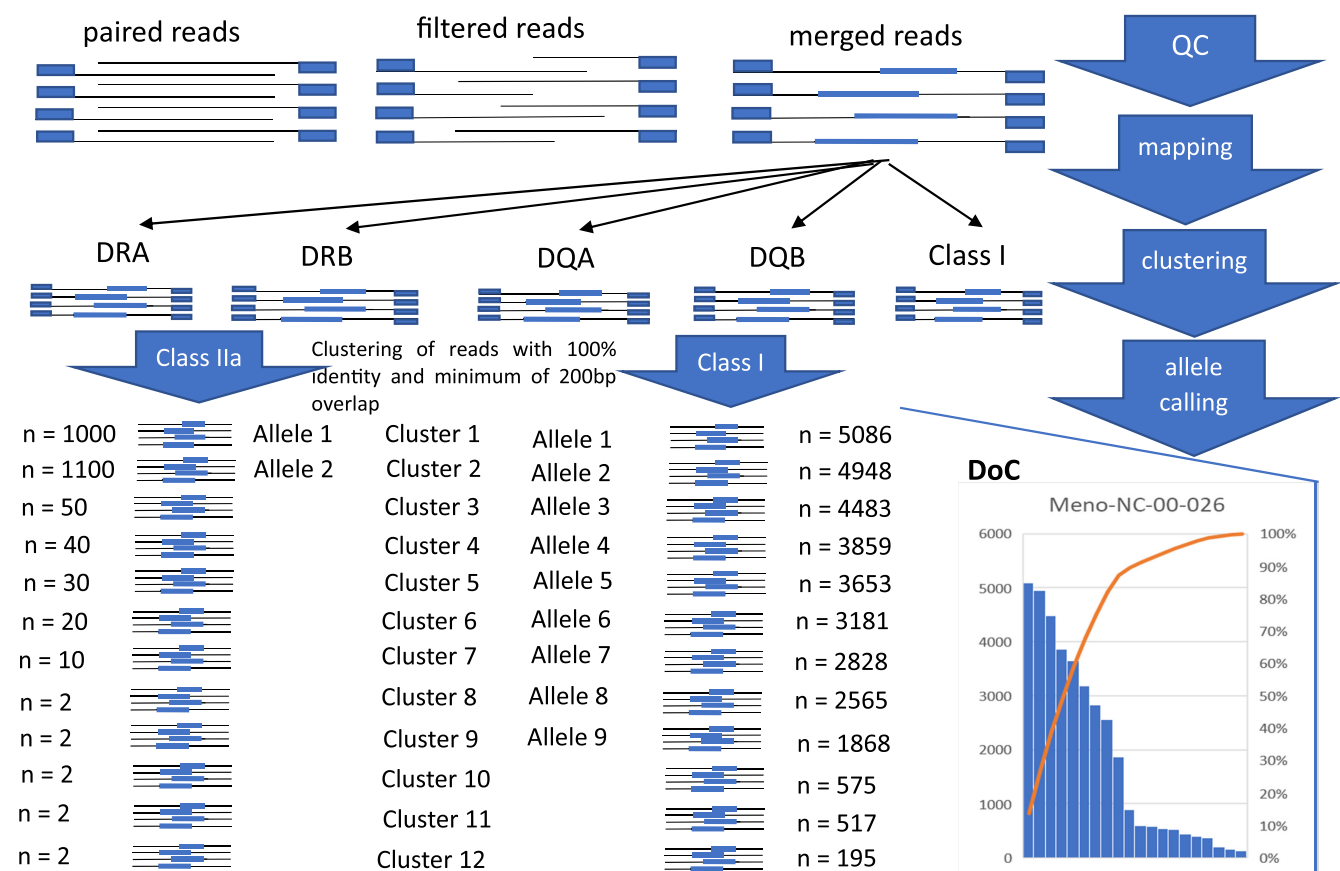 paired reads
filtered reads
merged reads
QC
mapping
clustering
allele
calling
DRA
DRB
DQA
DQB
Class I
Class IIa
Clustering of reads with 100%
identity and minimum of 200bp
overlap
Class I
n = 1000 Allele 1 Cluster 1 Allele 1 n = 5086
n = 1100 Allele 2 Cluster 2 Allele 2 n = 4948
n = 50 Cluster 3 Allele 3 n = 4483
n = 40 Cluster 4 Allele 4 n = 3859
n = 30 Cluster 5 Allele 5 n = 3653
n = 20 Cluster 6 Allele 6 n = 3181
n = 10 Cluster 7 Allele 7 n = 2828
n = 2 Cluster 8 Allele 8 n = 2565
n = 2 Cluster 9 Allele 9 n = 1868
n = 2 Cluster 10 n = 575
n = 2 Cluster 11 n = 517
n = 2 Cluster 12 n = 195
DoC
Meno-NC-00-026
6000
5000
4000
3000
2000
1000
0
100%
90%
80%
70%
60%
50%
40%
30%
20%
10%
0%